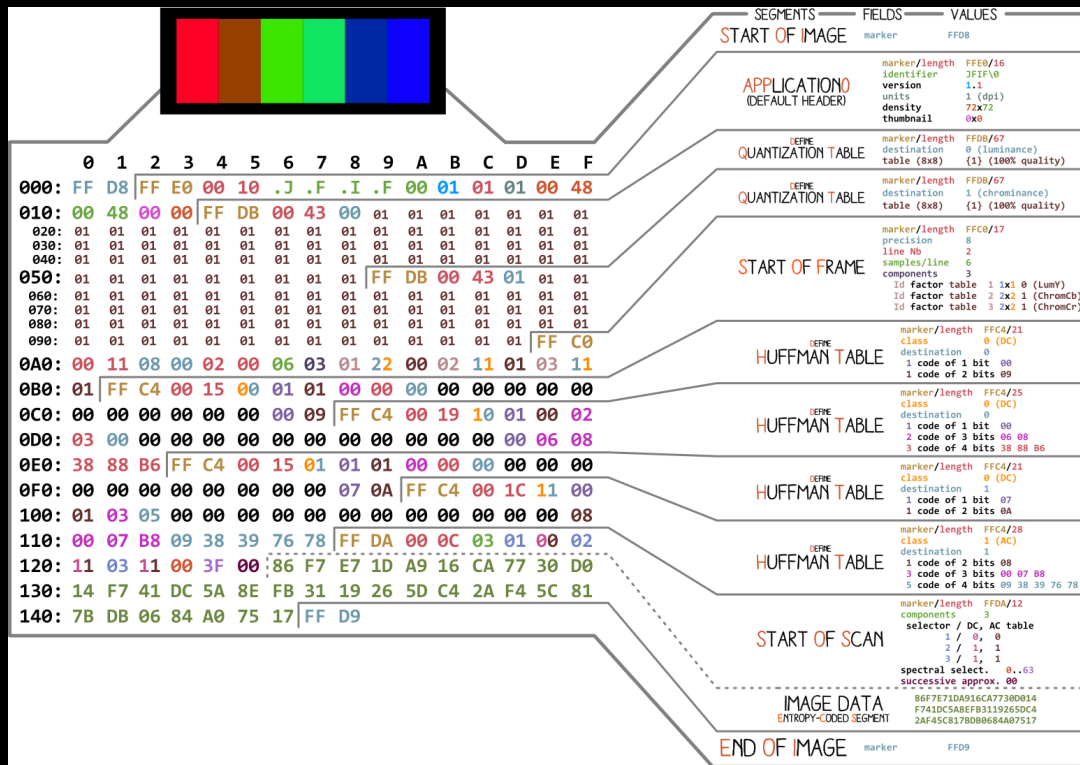 0 1 2 3 4 5 6 7 8 9 A B C D E F
000: FF D8 FF E0 00 10 .J .F .I .F 00 01 01 01 00 48
010: 00 48 00 00 FF DB 00 43 00 01 01 01 01 01 01 01
020: 01 01 01 01 01 01 01 01 01 01 01 01 01 01 01 01
030: 01 01 01 01 01 01 01 01 01 01 01 01 01 01 01 01
040: 01 01 01 01 01 01 01 01 01 01 01 01 01 01 01 01
050: 01 01 01 01 01 01 01 01 01 FF DB 00 43 01 01 01
060: 01 01 01 01 01 01 01 01 01 01 01 01 01 01 01 01
070: 01 01 01 01 01 01 01 01 01 01 01 01 01 01 01 01
080: 01 01 01 01 01 01 01 01 01 01 01 01 01 01 01 01
090: 01 01 01 01 01 01 01 01 01 01 01 01 01 01 FF C0
0A0: 00 11 08 00 02 00 06 03 01 22 00 02 11 01 03 11
0B0: 01 FF C4 00 15 00 01 01 00 00 00 00 00 00 00 00
0C0: 00 00 00 00 00 00 09 FF C4 00 19 10 01 00 02
0D0: 03 00 00 00 00 00 00 00 00 00 00 00 00 00 06 08
0E0: 38 88 B6 FF C4 00 15 01 01 01 00 00 00 00 00 00
0F0: 00 00 00 00 00 00 00 00 07 0A FF C4 00 1C 11 00
100: 01 03 05 00 00 00 00 00 00 00 00 00 00 00 00 08
110: 00 07 B8 09 38 39 76 78 FF DA 00 0C 03 01 00 02
120: 11 03 11 00 3F 00 86 F7 E7 1D A9 16 CA 77 30 D0
130: 14 F7 41 DC 5A 8E FB 31 19 26 5D C4 2A F4 5C 81
140: 7B DB 06 84 A0 75 17 FF D9
SEGMENTS FIELDS VALUES
START OF IMAGE marker FFD8
APPLICATION0
(DEFAULT HEADER)
marker/length FFE0/16
identifier JFIF\0
version 1.1
units 1 (dpi)
density 72x72
thumbnail 0x0
DEFINE
QUANTIZATION TABLE
marker/length FFDB/67
destination 0 (luminance)
table (8x8) {1} (100% quality)
DEFINE
QUANTIZATION TABLE
marker/length FFDB/67
destination 1 (chrominance)
table (8x8) {1} (100% quality)
START OF FRAME
marker/length FFC0/17
precision 8
line Nb 2
samples/line 6
components 3
Id factor table 1 1x1 0 (LumY)
Id factor table 2 2x2 1 (ChromCb)
Id factor table 3 2x2 1 (ChromCr)
DEFINE
HUFFMAN TABLE
marker/length FFC4/21
class 0 (DC)
destination 0
1 code of 1 bit 00
1 code of 2 bits 09
DEFINE
HUFFMAN TABLE
marker/length FFC4/25
class 0 (DC)
destination 0
1 code of 1 bit 00
2 code of 3 bits 06 08
3 code of 4 bits 38 88 B6
DEFINE
HUFFMAN TABLE
marker/length FFC4/21
class 0 (DC)
destination 1
1 code of 1 bit 07
1 code of 2 bits 0A
DEFINE
HUFFMAN TABLE
marker/length FFC4/28
class 1 (AC)
destination 1
1 code of 2 bits 08
3 code of 3 bits 00 07 B8
5 code of 4 bits 09 38 39 76 78
START OF SCAN
marker/length FFDA/12
components 3
selector / DC, AC table
1 / 0, 0
2 / 1, 1
3 / 1, 1
spectral select. 0..63
successive approx. 00
IMAGE DATA
ENTROPY-CODED SEGMENT
86F7E71DA916CA7730D014
F741DC5A8EFB3119265DC4
2AF45C817BDB0684A07517
END OF IMAGE marker FFD9